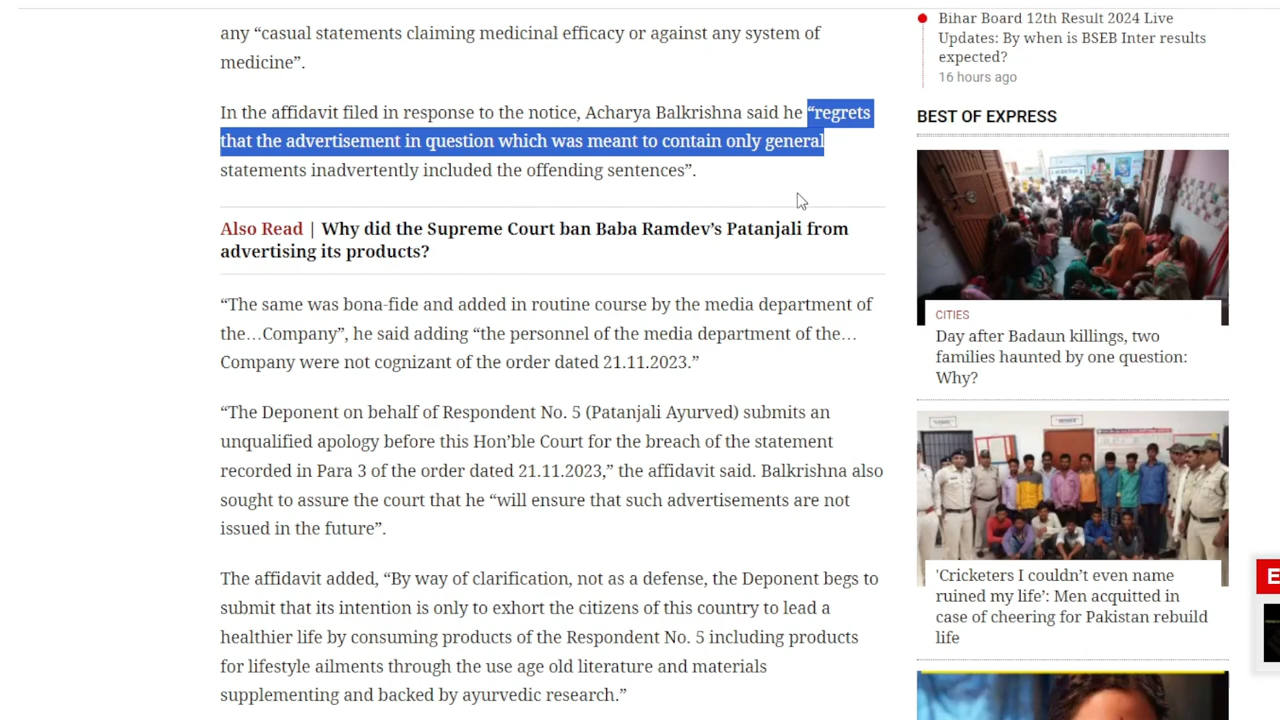 any “casual statements claiming medicinal efficacy or against any system of
medicine”.
In the affidavit filed in response to the notice, Acharya Balkrishna said he “regrets
that the advertisement in question which was meant to contain only general
statements inadvertently included the offending sentences”.
Also Read | Why did the Supreme Court ban Baba Ramdev’s Patanjali from
advertising its products?
“The same was bona-fide and added in routine course by the media department of
the…Company”, he said adding “the personnel of the media department of the…
Company were not cognizant of the order dated 21.11.2023.”
“The Deponent on behalf of Respondent No. 5 (Patanjali Ayurved) submits an
unqualified apology before this Hon’ble Court for the breach of the statement
recorded in Para 3 of the order dated 21.11.2023,” the affidavit said. Balkrishna also
sought to assure the court that he “will ensure that such advertisements are not
issued in the future”.
The affidavit added, “By way of clarification, not as a defense, the Deponent begs to
submit that its intention is only to exhort the citizens of this country to lead a
healthier life by consuming products of the Respondent No. 5 including products
for lifestyle ailments through the use age old literature and materials
supplementing and backed by ayurvedic research.”
Bihar Board 12th Result 2024 Live
Updates: By when is BSEB Inter results
expected?
16 hours ago
BEST OF EXPRESS
CITIES
Day after Badaun killings, two
families haunted by one question:
Why?
'Cricketers I couldn’t even name
ruined my life’: Men acquitted in
case of cheering for Pakistan rebuild
life
E